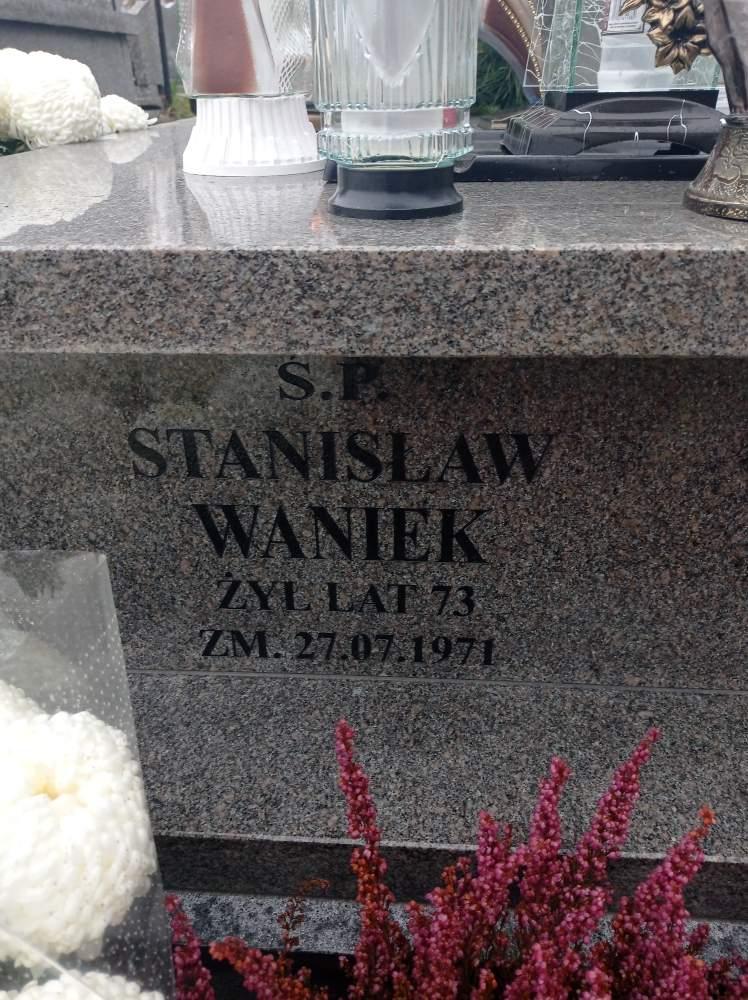 Ś.P.
STANISŁAW
WANIEK
ŻYŁ LAT 73
ZM. 27.07.1971